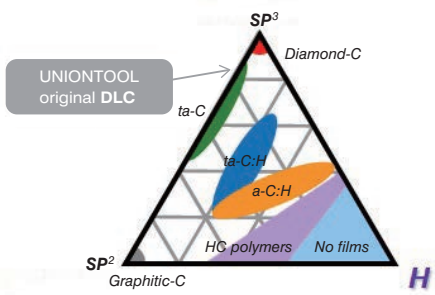 SP3
Diamond-C
UNIONTOOL
original DLC
ta-C
ta-C:H
a-C:H
HC polymers
No films
SP2
Graphitic-C
H